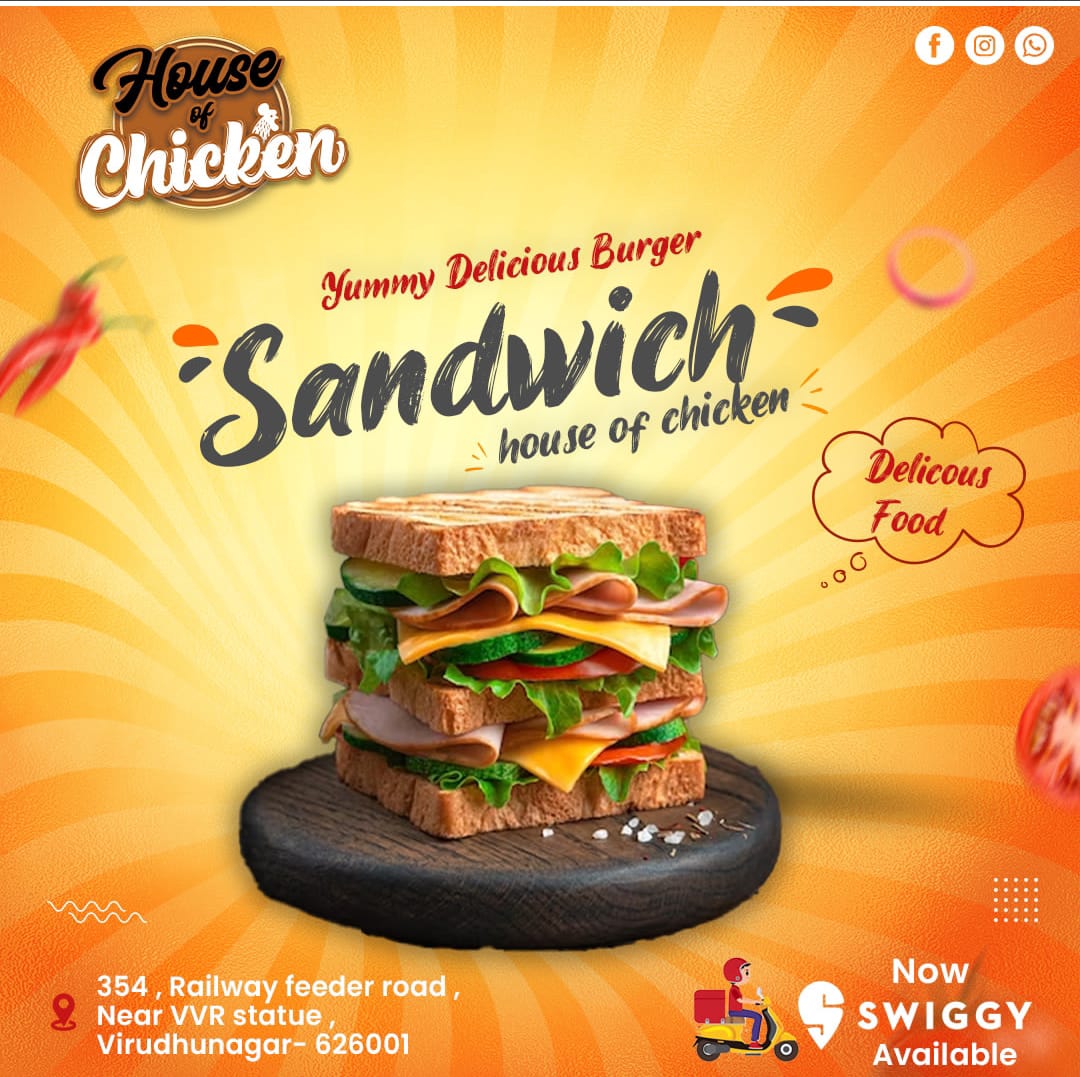 House
of
Chicken
Yummy Delicious Burger
Sandwich
house of chicken
Delicous
Food
354 , Railway feeder road ,
Near VVR statue ,
Virudhunagar- 626001
Now
SWIGGY
Available